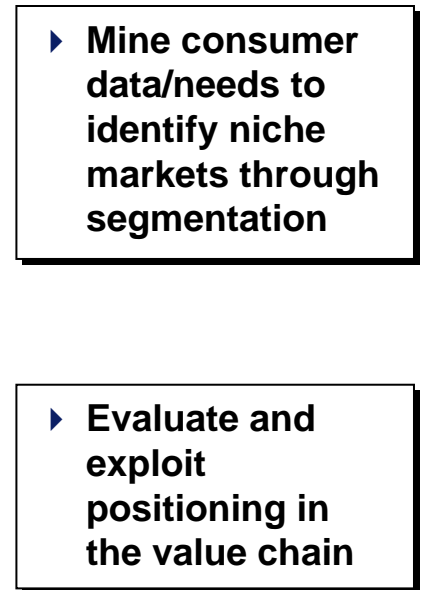 Mine consumer
data/needs to
identify niche
markets through
segmentation
Evaluate and
exploit
positioning in
the value chain